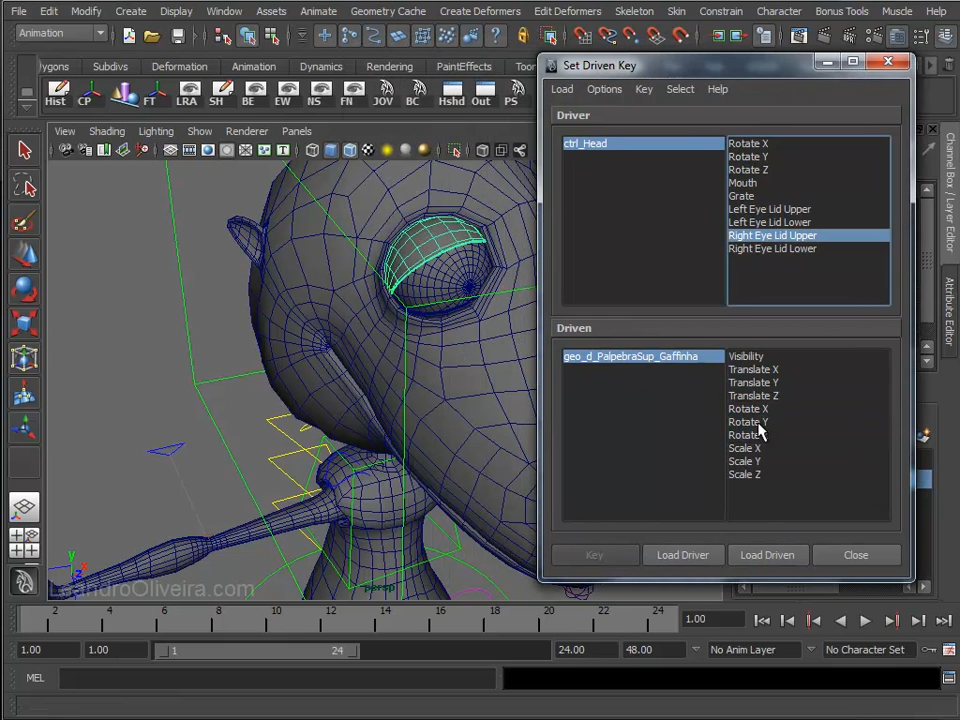 File Edit Modify Create Display Window Assets Animate Geometry Cache Create Deformers Edit Deformers Skeleton Skin Constrain Character Bonus Tools Muscle Help
Animation
olygons Subdivs Deformation Animation Dynamics Rendering PaintEffects Too
Hist CP FT LRA SH BE EW NS FN JOV BC Hshd Out PS
View Shading Lighting Show Renderer Panels
Set Driven Key
Load Options Key Select Help
Driver
ctrl_Head
Rotate X
Rotate Y
Rotate Z
Mouth
Grate
Left Eye Lid Upper
Left Eye Lid Lower
Right Eye Lid Upper
Right Eye Lid Lower
Driven
geo_d_PalpebraSup_Gaffinha
Visibility
Translate X
Translate Y
Translate Z
Rotate X
Rotate Y
Rotate
Scale X
Scale Y
Scale Z
Key Load Driver Load Driven Close
Channel Box / Layer Editor
Attribute Editor
y
x
z
persp
LeandroOliveira.com
2 4 6 8 10 12 14 16 18 20 22 24
1.00
1.00 1.00 1 24 24.00 48.00 No Anim Layer No Character Set
MEL